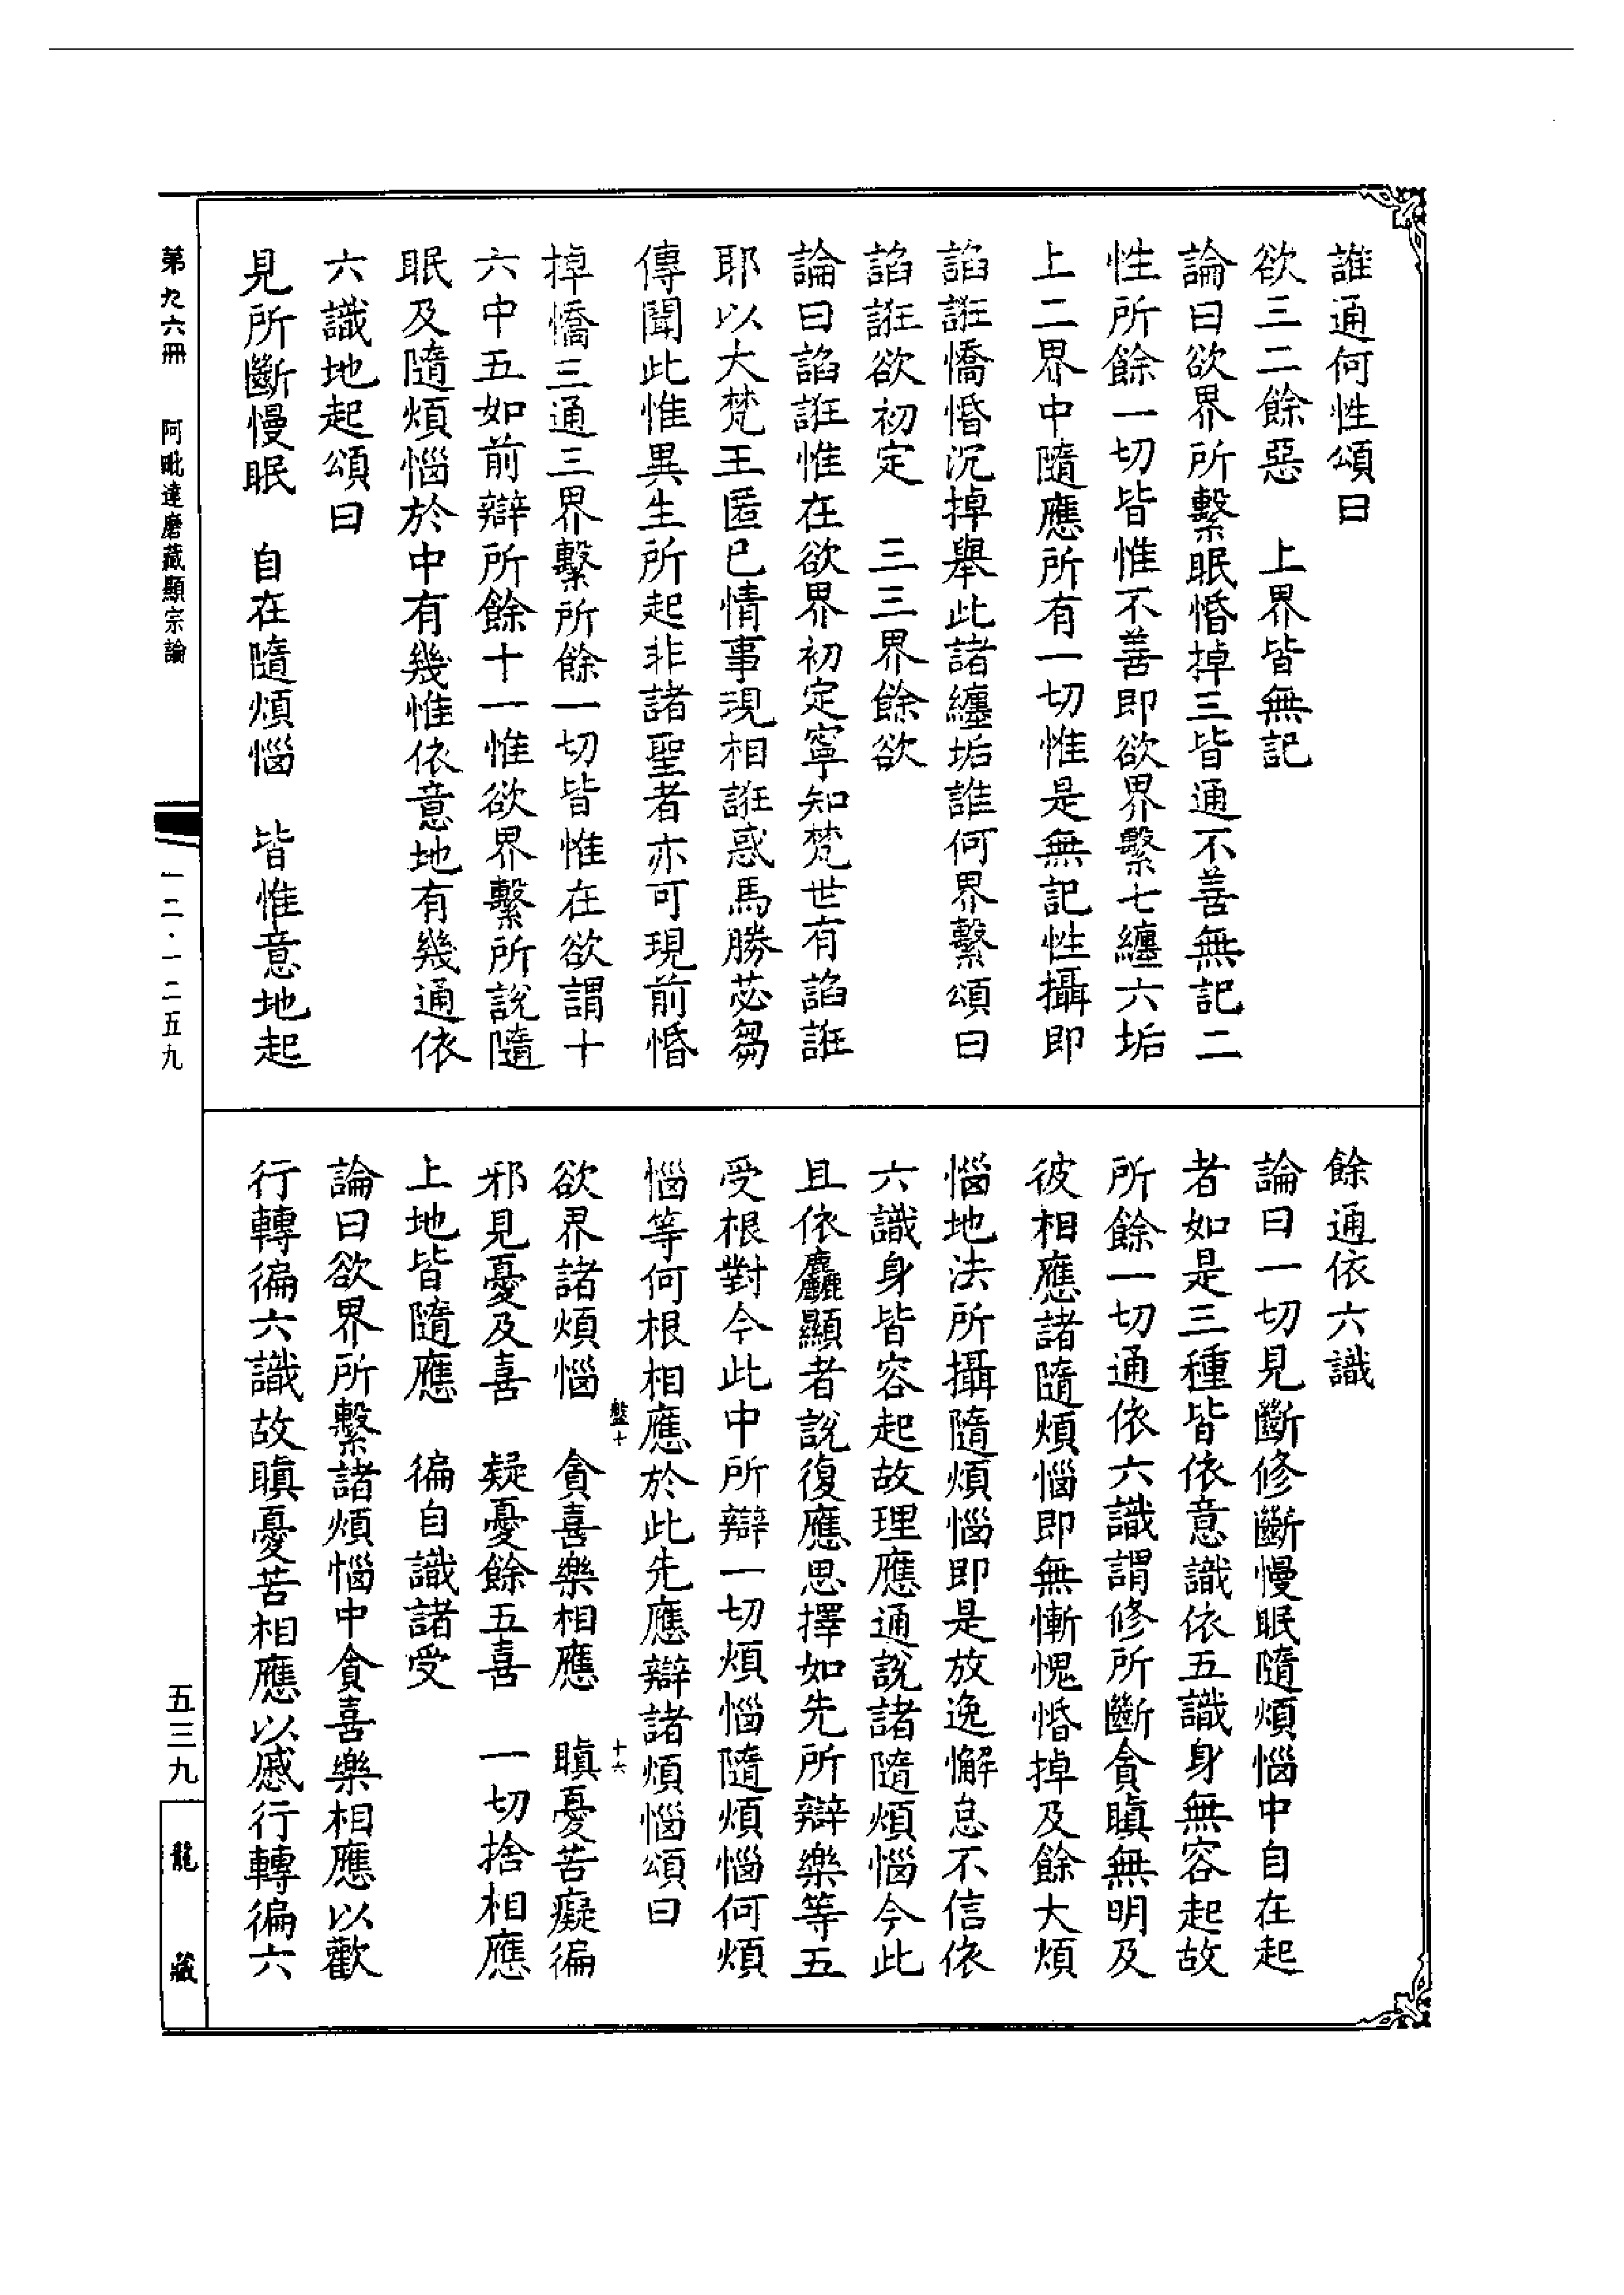 誰通何性頌曰
欲三二餘惡　上界皆無記
論曰欲界所繫眠惛掉三皆通不善無記二
性所餘一切皆惟不善即欲界繫七纏六垢
上二界中隨應所有一切惟是無記性攝即
諂誑憍惛沉掉舉此諸纏垢誰何界繫頌曰
諂誑欲初定　三三界餘欲
論曰諂誑惟在欲界初定寧知梵世有諂誑
耶以大梵王匿已情事現相誑惑馬勝苾芻
傳聞此惟異生所起非諸聖者亦可現前惛
掉憍三通三界繫所餘一切皆惟在欲謂十
六中五如前辯所餘十一惟欲界繫所說隨
眠及隨煩惱於中有幾惟依意地有幾通依
六識地起頌曰
見所斷慢眠　自在隨煩惱　皆惟意地起
餘通依六識
論曰一切見斷修斷慢眠隨煩惱中自在起
者如是三種皆依意識依五識身無容起故
所餘一切通依六識謂修所斷貪瞋無明及
彼相應諸隨煩惱即無慚愧惛掉及餘大煩
惱地法所攝隨煩惱即是放逸懈怠不信依
六識身皆容起故理應通說諸隨煩惱今此
且依麤顯者說復應思擇如先所辯樂等五
受根對今此中所辯一切煩惱隨煩惱何煩
惱等何根相應於此先應辯諸煩惱頌曰
盤十　十六
欲界諸煩惱　貪喜樂相應　瞋憂苦癡徧
邪見憂及喜　疑憂餘五喜　一切捨相應
上地皆隨應　徧自識諸受
論曰欲界所繫諸煩惱中貪喜樂相應以歡
行轉徧六識故瞋憂苦相應以慼行轉徧六
第九六冊　阿毗達磨藏顯宗論
一二·一二五九
五三九
龍藏